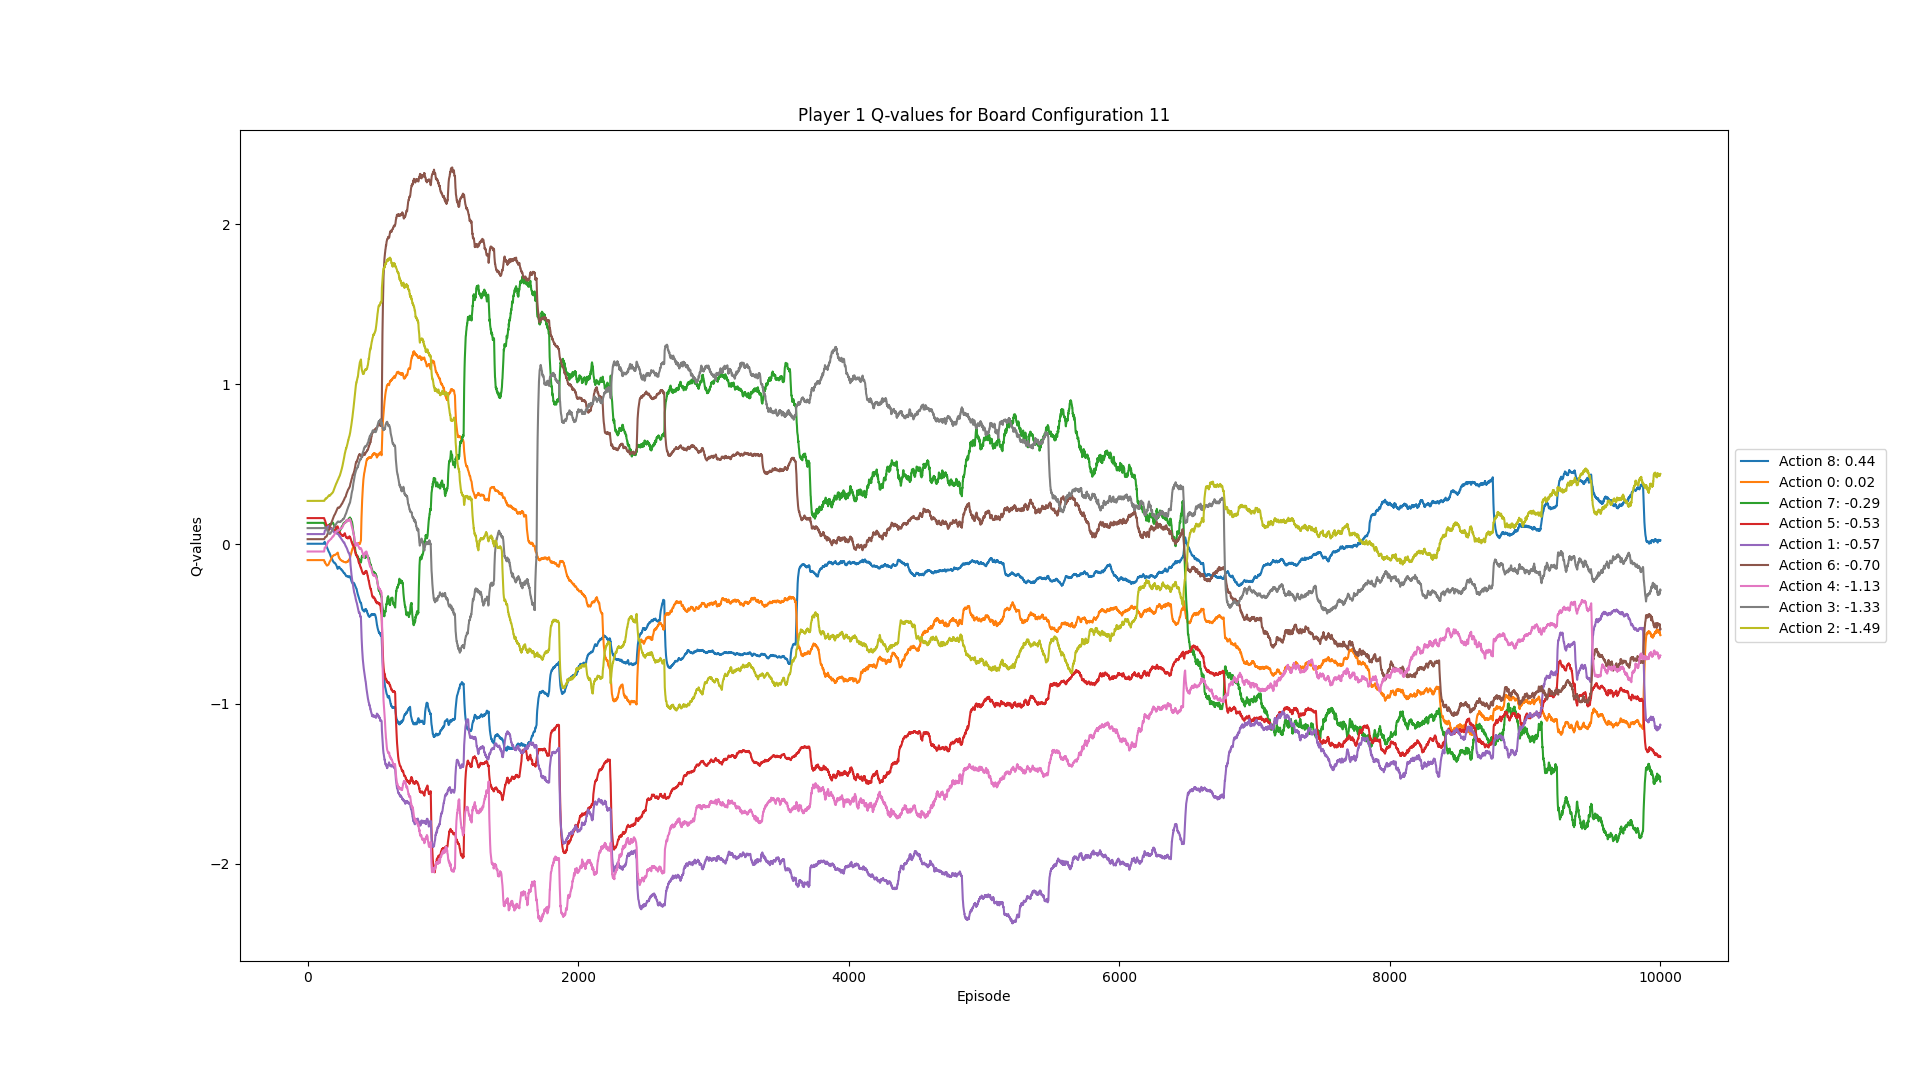 Player 1 Q-values for Board Configuration 11
2
1
0
−1
−2
Q-values
0
2000
4000
6000
8000
10000
Episode
Action 8: 0.44
Action 0: 0.02
Action 7: -0.29
Action 5: -0.53
Action 1: -0.57
Action 6: -0.70
Action 4: -1.13
Action 3: -1.33
Action 2: -1.49